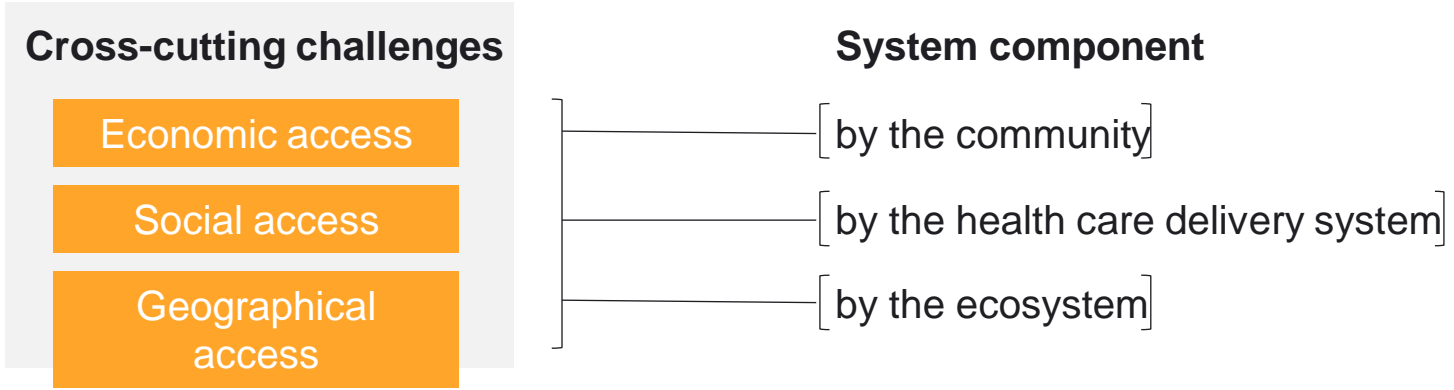 Cross-cutting challenges
Economic access
Social access
Geographical
access
System component
by the community
by the health care delivery system
by the ecosystem